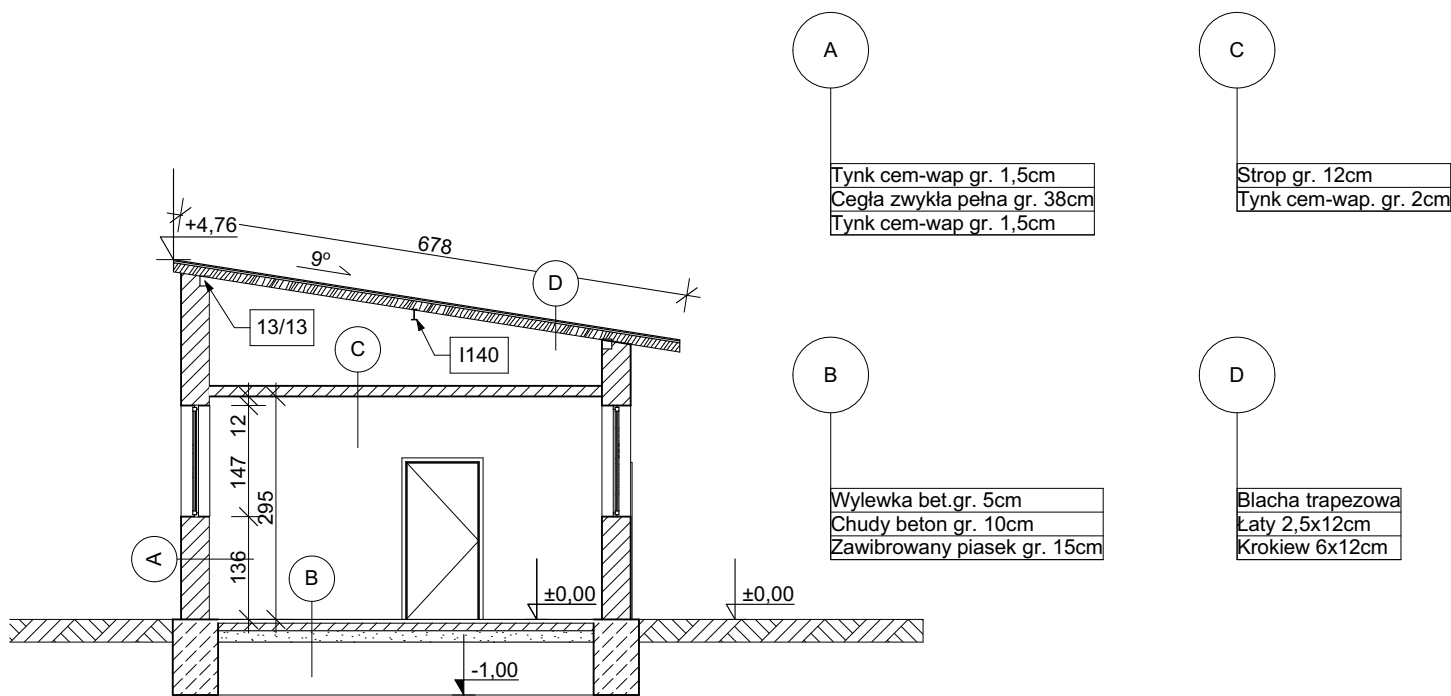 A
C
Tynk cem-wap gr. 1,5cm
Cegła zwykła pełna gr. 38cm
Tynk cem-wap gr. 1,5cm
Strop gr. 12cm
Tynk cem-wap. gr. 2cm
+4,76
678
9º
D
13/13
I140
C
12
147
295
136
A
B
±0,00
±0,00
-1,00
B
D
Wylewka bet.gr. 5cm
Chudy beton gr. 10cm
Zawibrowany piasek gr. 15cm
Blacha trapezowa
Łaty 2,5x12cm
Krokiew 6x12cm